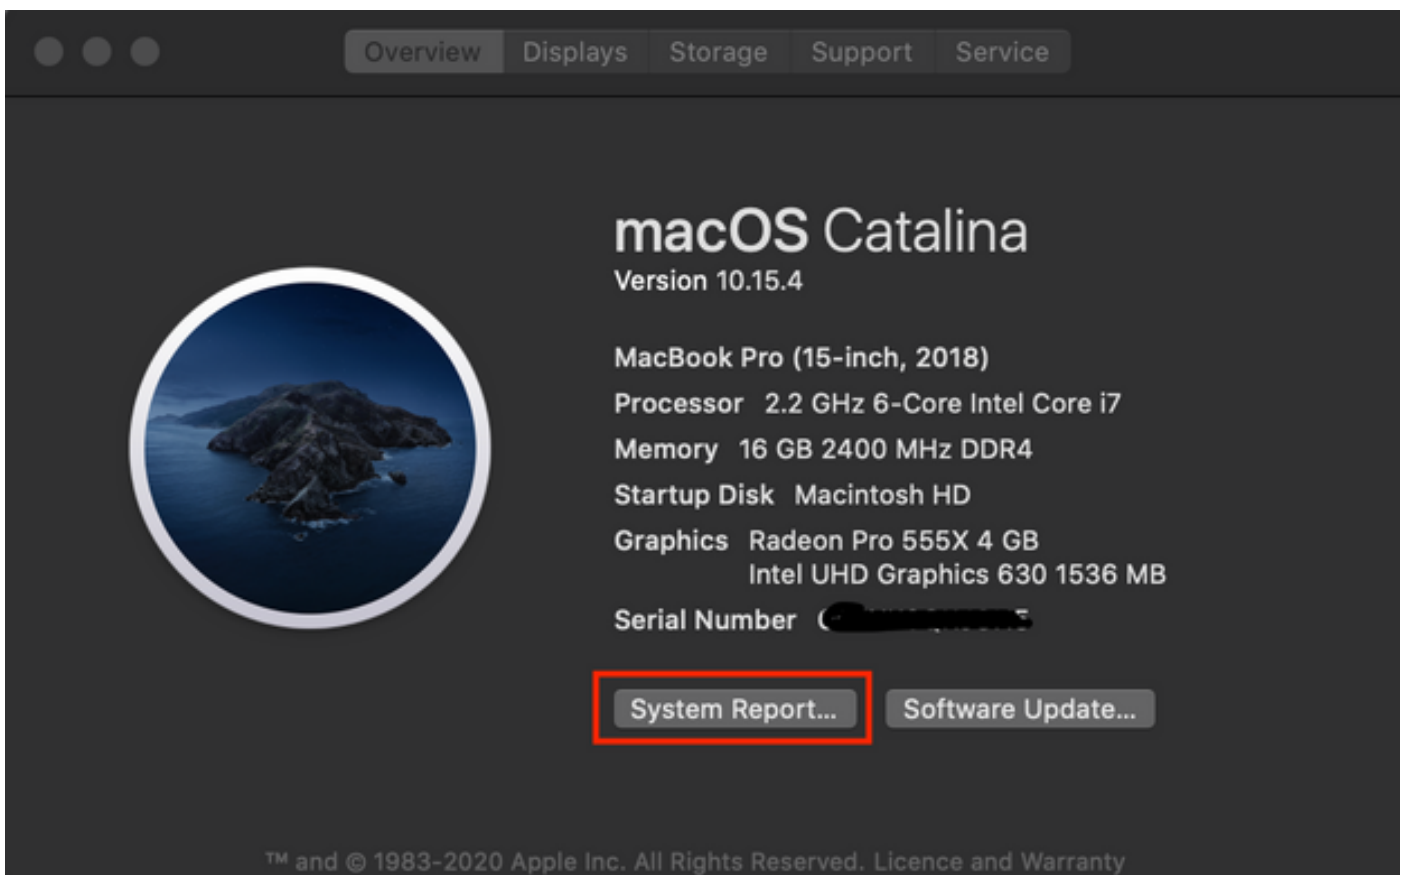 Overview Displays Storage Support Service
macOS Catalina
Version 10.15.4
MacBook Pro (15-inch, 2018)
Processor 2.2 GHz 6-Core Intel Core i7
Memory 16 GB 2400 MHz DDR4
Startup Disk Macintosh HD
Graphics Radeon Pro 555X 4 GB
Intel UHD Graphics 630 1536 MB
Serial Number
System Report... Software Update...
™ and © 1983-2020 Apple Inc. All Rights Reserved. Licence and Warranty